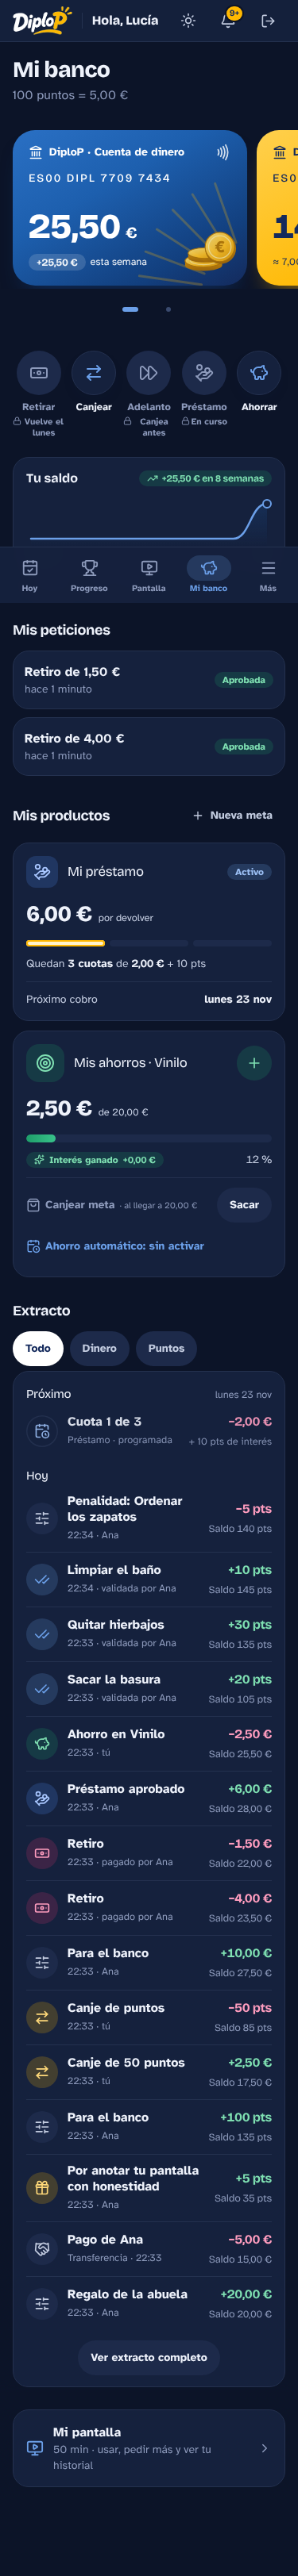 DiploP
Hola, Lucía
9+
Mi banco
100 puntos = 5,00 €
DiploP · Cuenta de dinero
ES00 DIPL 7709 7434
25,50 €
+25,50 € esta semana
Retirar
Vuelve el lunes
Canjear
Adelanto
Canjea antes
Préstamo
En curso
Ahorrar
Tu saldo
+25,50 € en 8 semanas
Hoy
Progreso
Pantalla
Mi banco
Más
Mis peticiones
Retiro de 1,50 €
hace 1 minuto
Aprobada
Retiro de 4,00 €
hace 1 minuto
Aprobada
Mis productos
+ Nueva meta
Mi préstamo
Activo
6,00 € por devolver
Quedan 3 cuotas de 2,00 € + 10 pts
Próximo cobro
lunes 23 nov
Mis ahorros · Vinilo
2,50 € de 20,00 €
Interés ganado +0,00 €
12 %
Canjear meta · al llegar a 20,00 €
Sacar
Ahorro automático: sin activar
Extracto
Todo
Dinero
Puntos
Próximo
lunes 23 nov
Cuota 1 de 3
−2,00 €
Préstamo · programada
+ 10 pts de interés
Hoy
Penalidad: Ordenar los zapatos
−5 pts
22:34 · Ana
Saldo 140 pts
Limpiar el baño
+10 pts
22:34 · validada por Ana
Saldo 145 pts
Quitar hierbajos
+30 pts
22:33 · validada por Ana
Saldo 135 pts
Sacar la basura
+20 pts
22:33 · validada por Ana
Saldo 105 pts
Ahorro en Vinilo
−2,50 €
22:33 · tú
Saldo 25,50 €
Préstamo aprobado
+6,00 €
22:33 · Ana
Saldo 28,00 €
Retiro
−1,50 €
22:33 · pagado por Ana
Saldo 22,00 €
Retiro
−4,00 €
22:33 · pagado por Ana
Saldo 23,50 €
Para el banco
+10,00 €
22:33 · Ana
Saldo 27,50 €
Canje de puntos
−50 pts
22:33 · tú
Saldo 85 pts
Canje de 50 puntos
+2,50 €
22:33 · tú
Saldo 17,50 €
Para el banco
+100 pts
22:33 · Ana
Saldo 135 pts
Por anotar tu pantalla con honestidad
+5 pts
22:33 · Ana
Saldo 35 pts
Pago de Ana
−5,00 €
Transferencia · 22:33
Saldo 15,00 €
Regalo de la abuela
+20,00 €
22:33 · Ana
Saldo 20,00 €
Ver extracto completo
Mi pantalla
50 min · usar, pedir más y ver tu historial